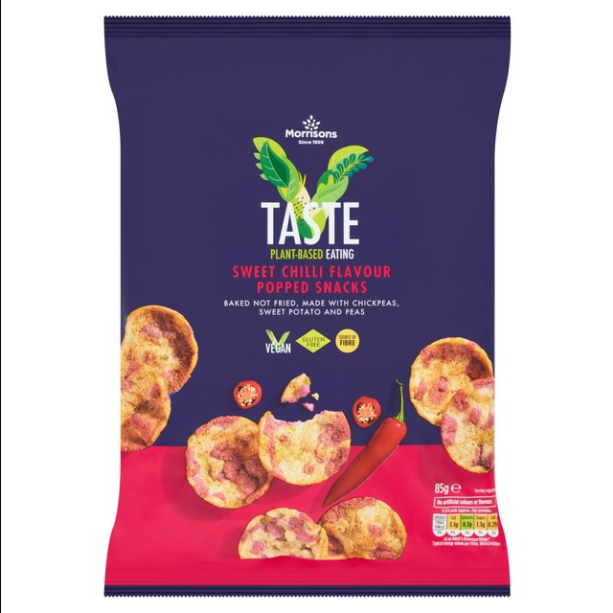 Morrisons
Since 1899
V
TASTE
PLANT-BASED EATING
SWEET CHILLI FLAVOUR
POPPED SNACKS
BAKED NOT FRIED, MADE WITH CHICKPEAS,
SWEET POTATO AND PEAS
VEGAN
GLUTEN
FREE
SOURCE OF
FIBRE
85g e
No artificial colours or flavours